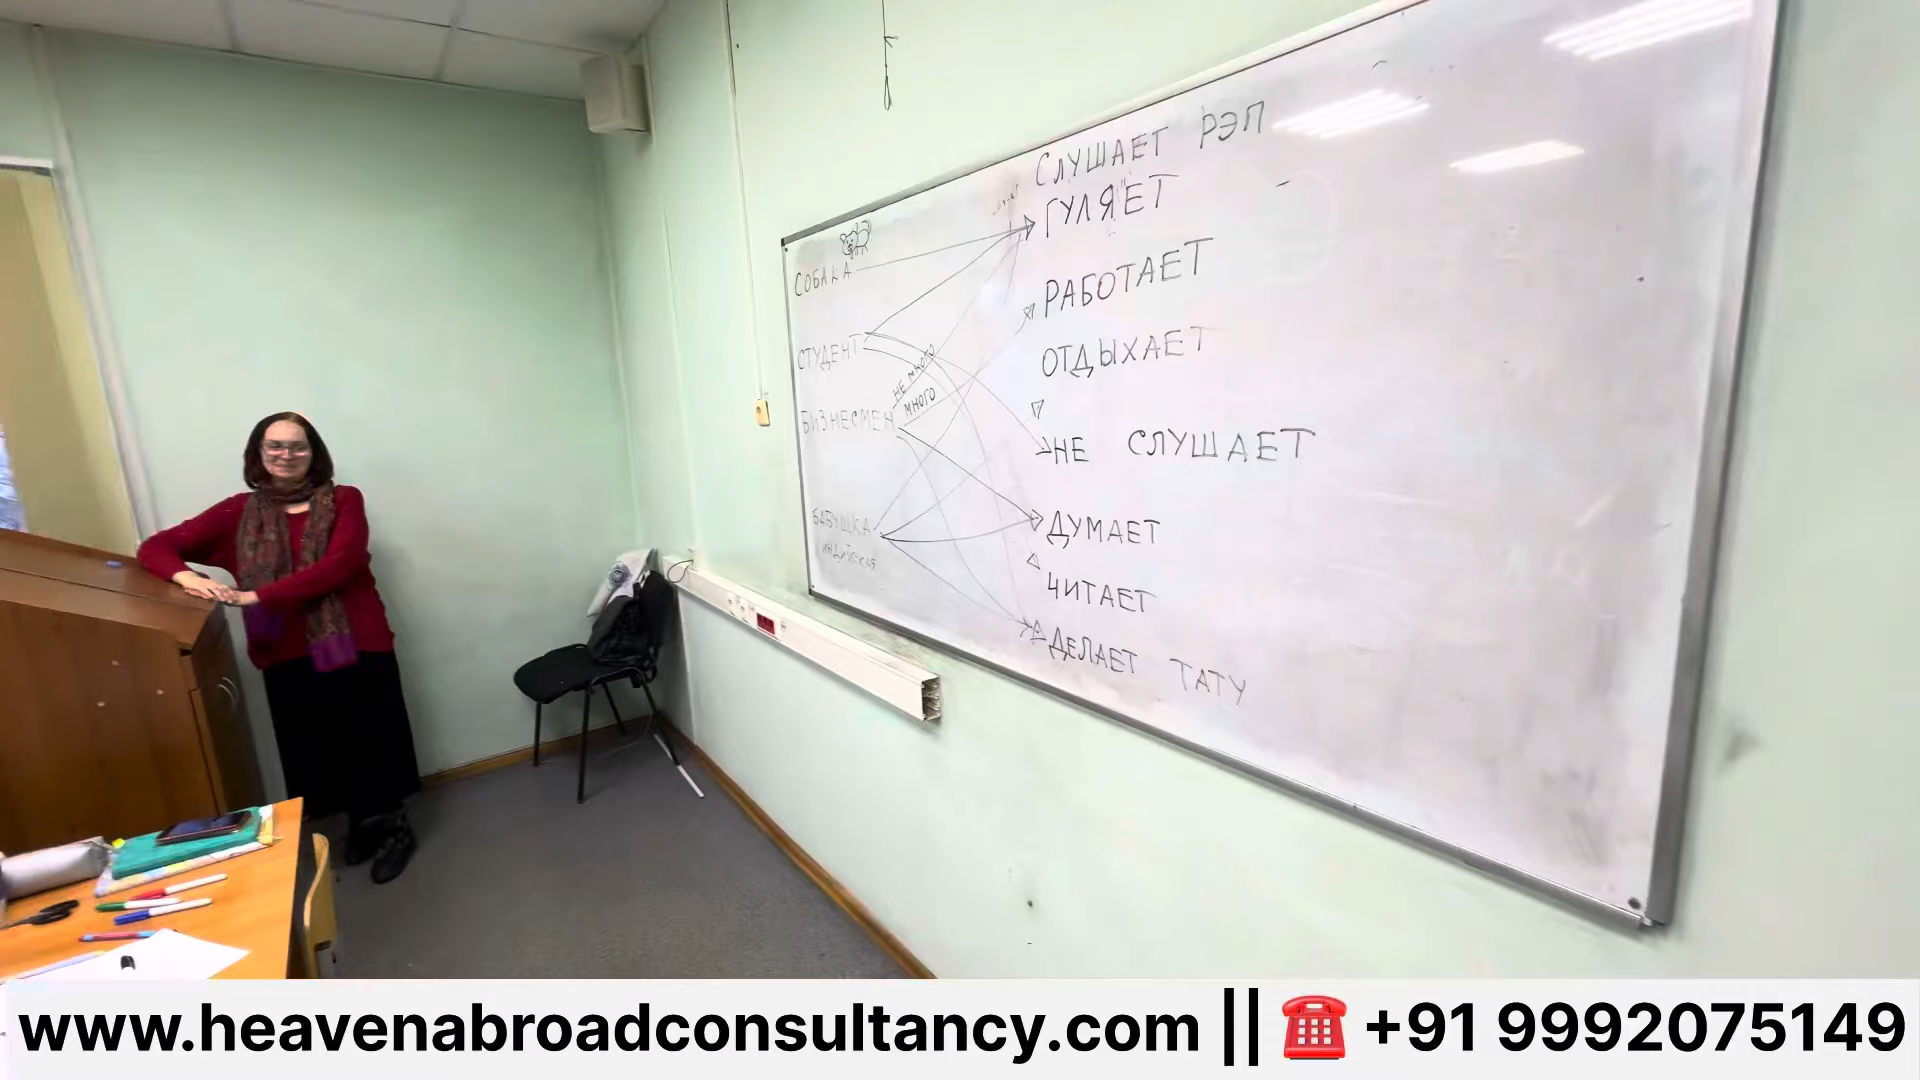 СЛУШАЕТ РЭП
ГУЛЯЕТ
СОБАКА
РАБОТАЕТ
СТУДЕНТ
ОТДЫХАЕТ
НЕ МНОГО
МНОГО
БИЗНЕСМЕН
НЕ СЛУШАЕТ
БАБУШКА
ДУМАЕТ
ЧИТАЕТ
ДЕЛАЕТ ТАТУ
www.heavenabroadconsultancy.com || ☎️ +91 9992075149